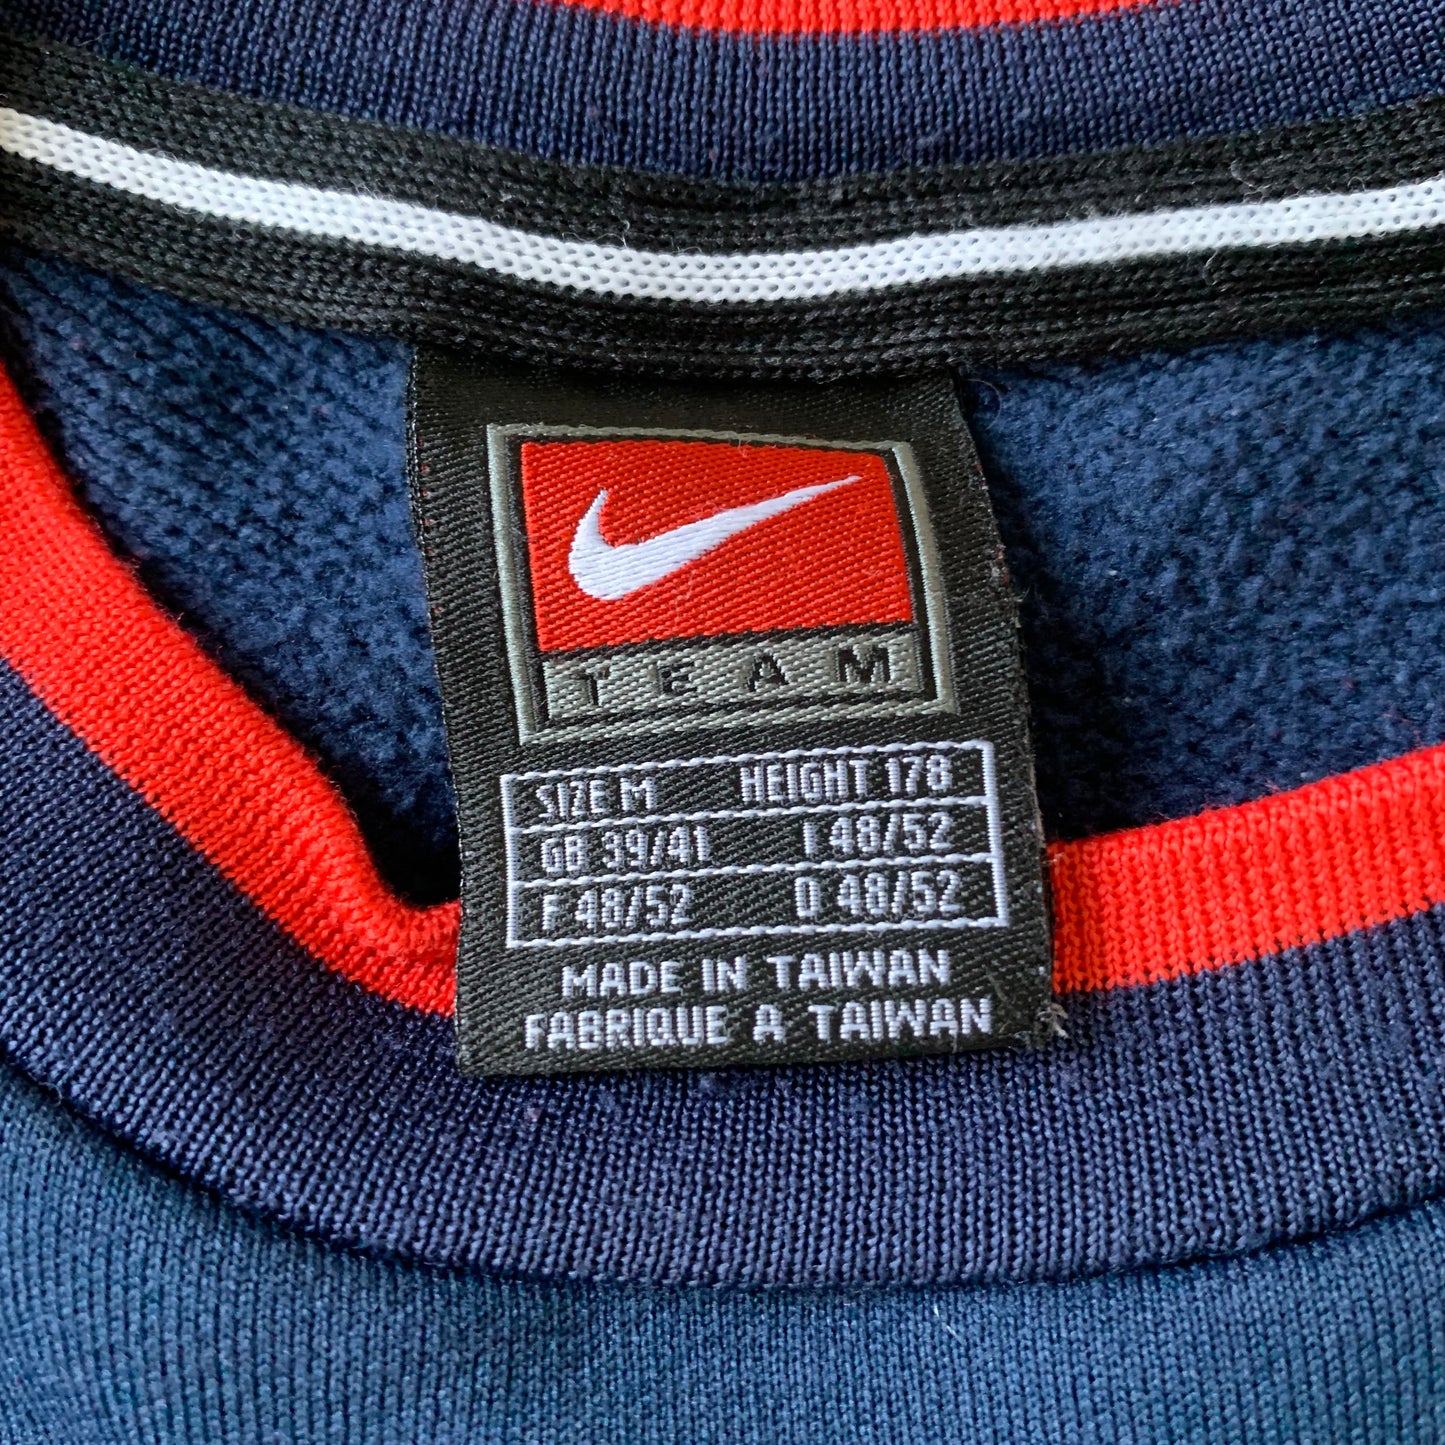 TEAM
SIZE M HEIGHT 178
GB 39/41 I 48/52
F 48/52 D 48/52
MADE IN TAIWAN
FABRIQUE A TAIWAN